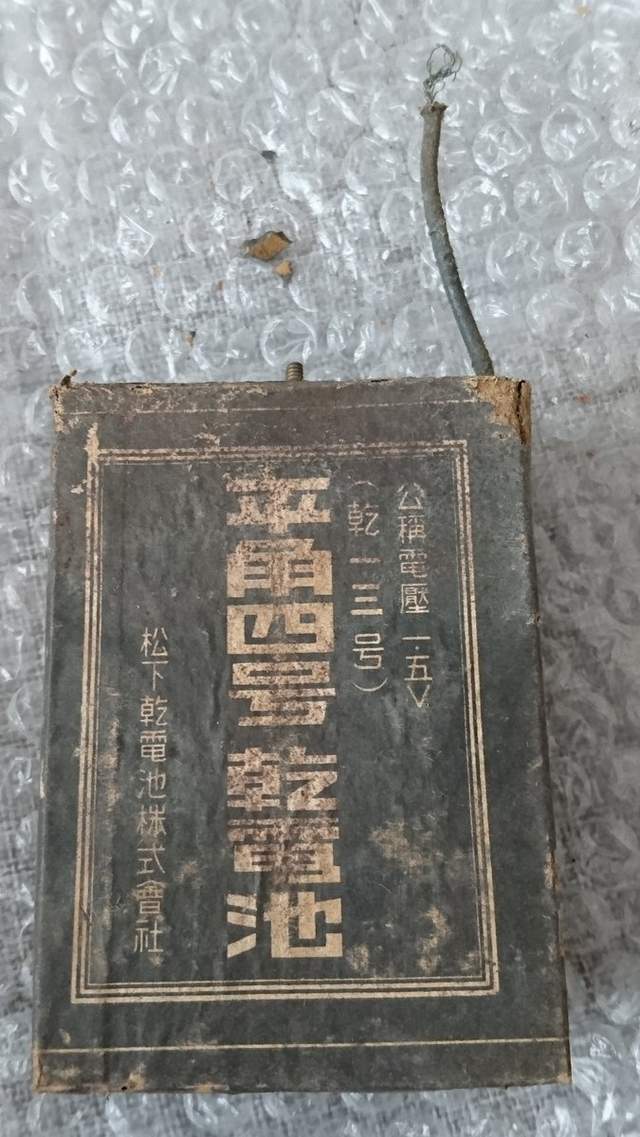 公稱電壓 一.五V
(乾一三号)
平角四号乾電池
松下乾電池株式會社